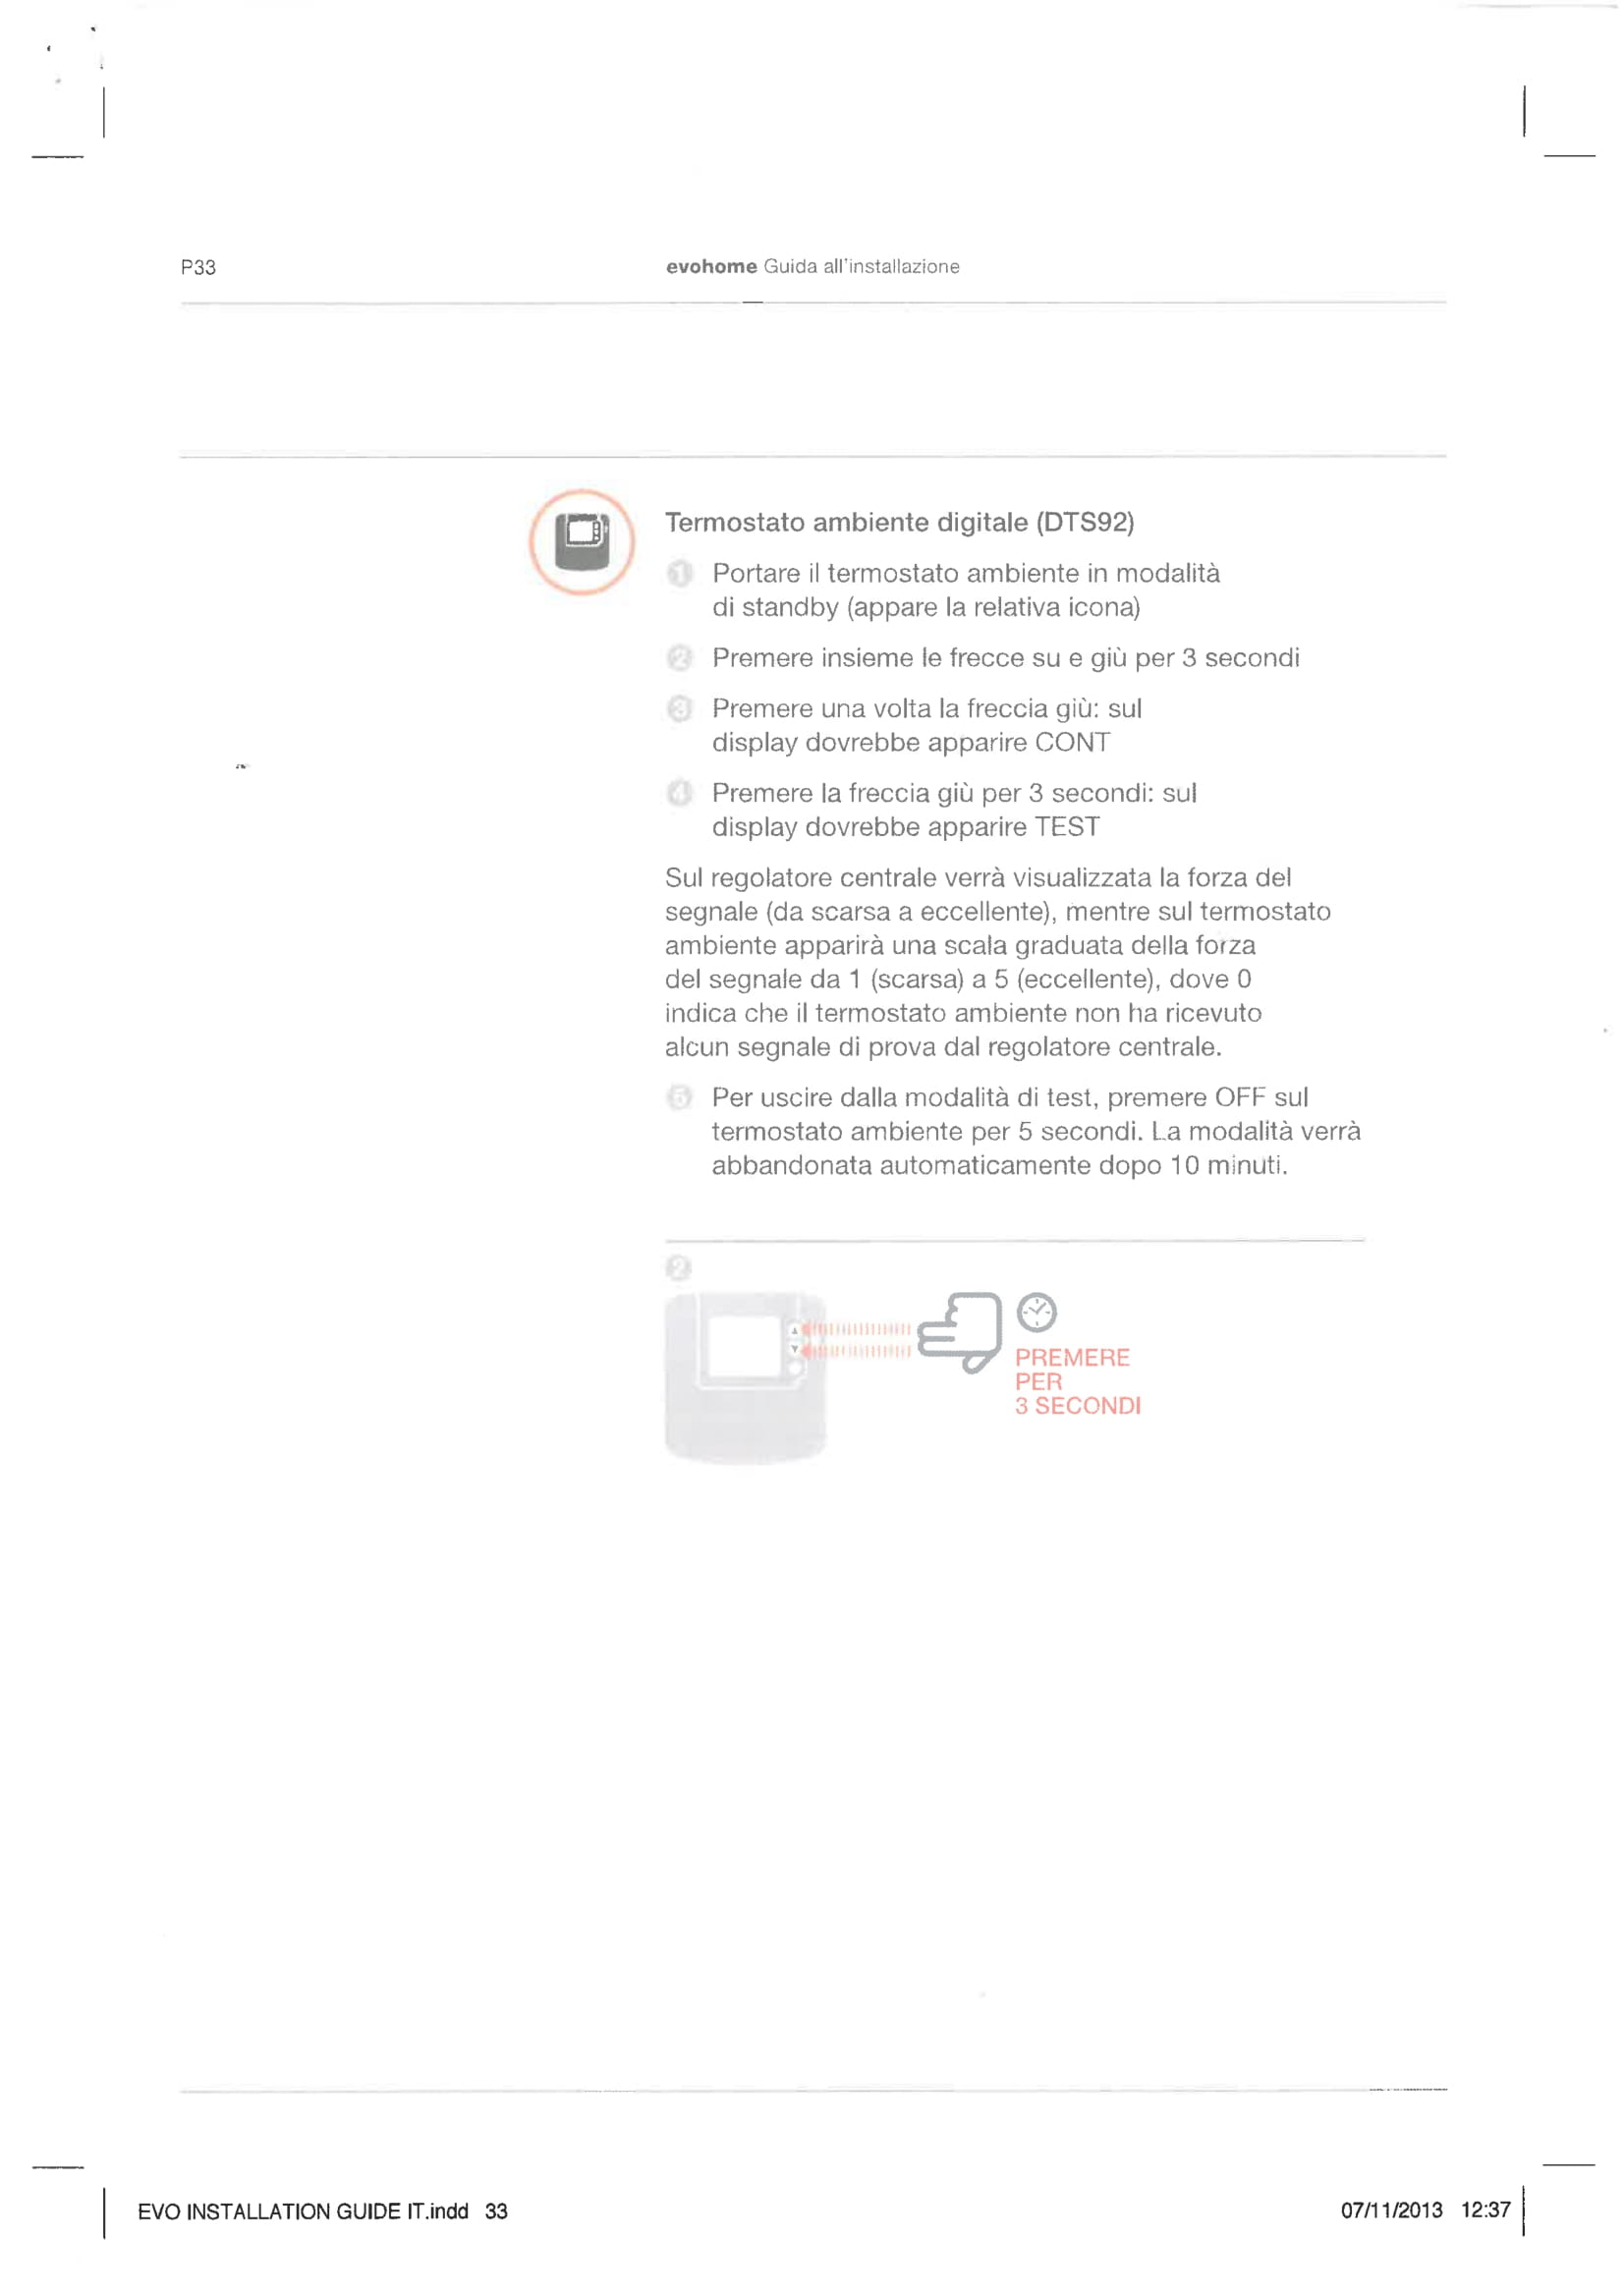 P33
evohome Guida all'installazione
Termostato ambiente digitale (DTS92)
1 Portare il termostato ambiente in modalità
di standby (appare la relativa icona)
2 Premere insieme le frecce su e giù per 3 secondi
3 Premere una volta la freccia giù: sul
display dovrebbe apparire CONT
4 Premere la freccia giù per 3 secondi: sul
display dovrebbe apparire TEST
Sul regolatore centrale verrà visualizzata la forza del
segnale (da scarsa a eccellente), mentre sul termostato
ambiente apparirà una scala graduata della forza
del segnale da 1 (scarsa) a 5 (eccellente), dove 0
indica che il termostato ambiente non ha ricevuto
alcun segnale di prova dal regolatore centrale.
5 Per uscire dalla modalità di test, premere OFF sul
termostato ambiente per 5 secondi. La modalità verrà
abbandonata automaticamente dopo 10 minuti.
2
PREMERE
PER
3 SECONDI
EVO INSTALLATION GUIDE IT.indd 33
07/11/2013 12:37